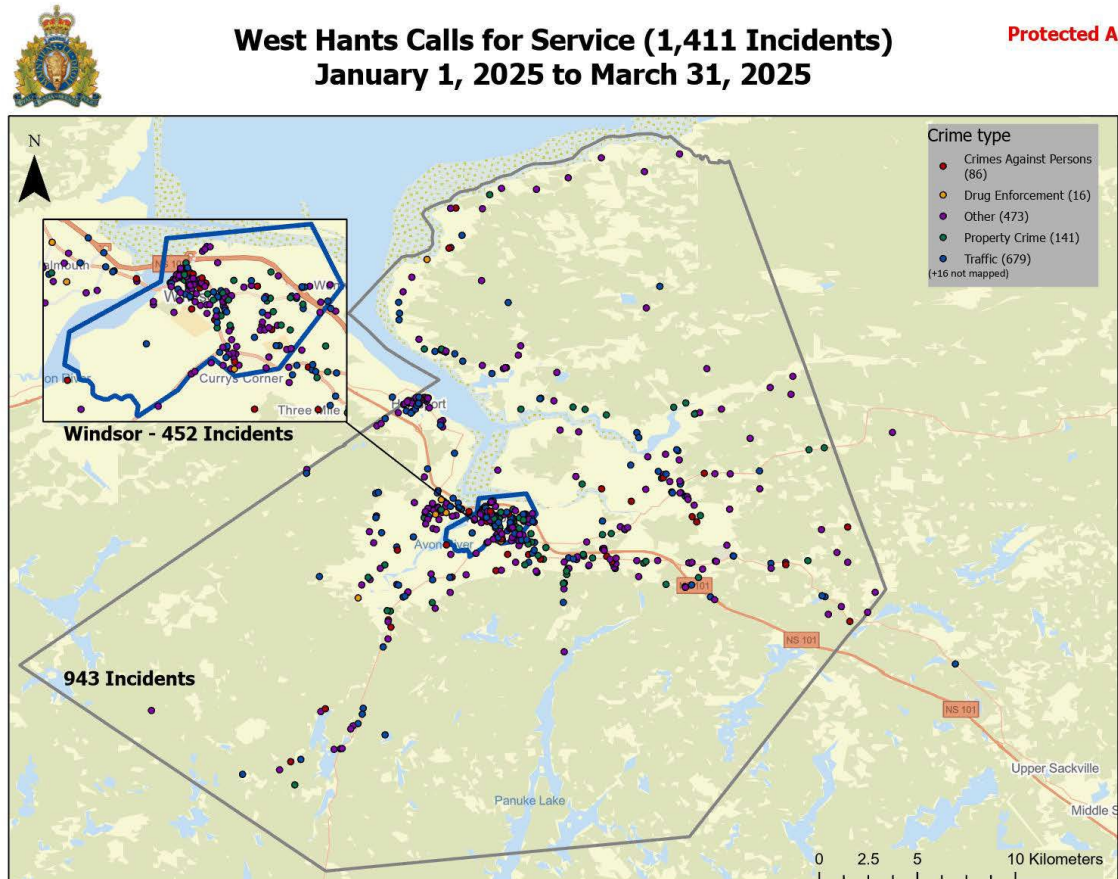 West Hants Calls for Service (1,411 Incidents)
January 1, 2025 to March 31, 2025
Protected A
N
Crime type
Crimes Against Persons
(86)
Drug Enforcement (16)
Other (473)
Property Crime (141)
Traffic (679)
(+16 not mapped)
NS 10
Currys Corner
Three Mile
Windsor - 452 Incidents
Avon River
NS 101
NS 101
943 Incidents
NS 101
Upper Sackville
Middle S
Panuke Lake
0 2.5 5 10 Kilometers